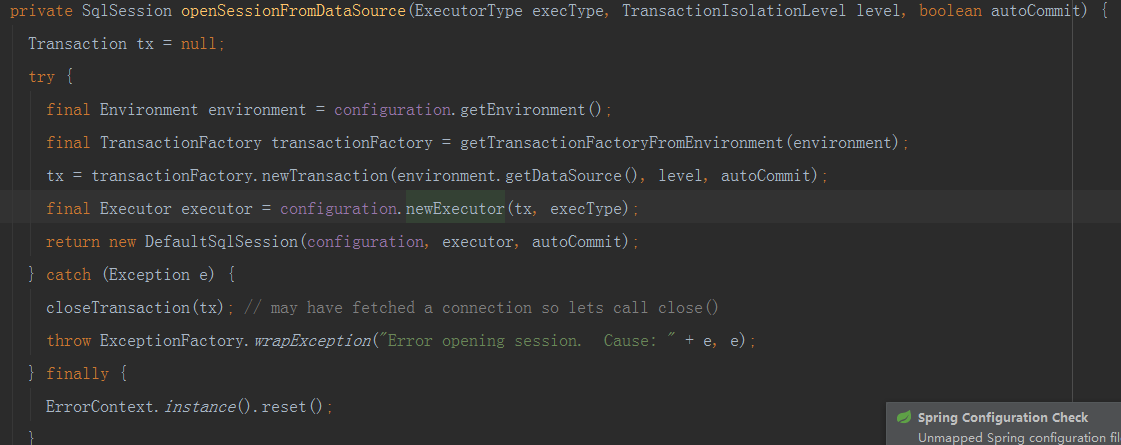 private SqlSession openSessionFromDataSource(ExecutorType execType, TransactionIsolationLevel level, boolean autoCommit) {
Transaction tx = null;
try {
final Environment environment = configuration.getEnvironment();
final TransactionFactory transactionFactory = getTransactionFactoryFromEnvironment(environment);
tx = transactionFactory.newTransaction(environment.getDataSource(), level, autoCommit);
final Executor executor = configuration.newExecutor(tx, execType);
return new DefaultSqlSession(configuration, executor, autoCommit);
} catch (Exception e) {
closeTransaction(tx); // may have fetched a connection so lets call close()
throw ExceptionFactory.wrapException("Error opening session.  Cause: " + e, e);
} finally {
ErrorContext.instance().reset();
}
Spring Configuration Check
Unmapped Spring configuration fil